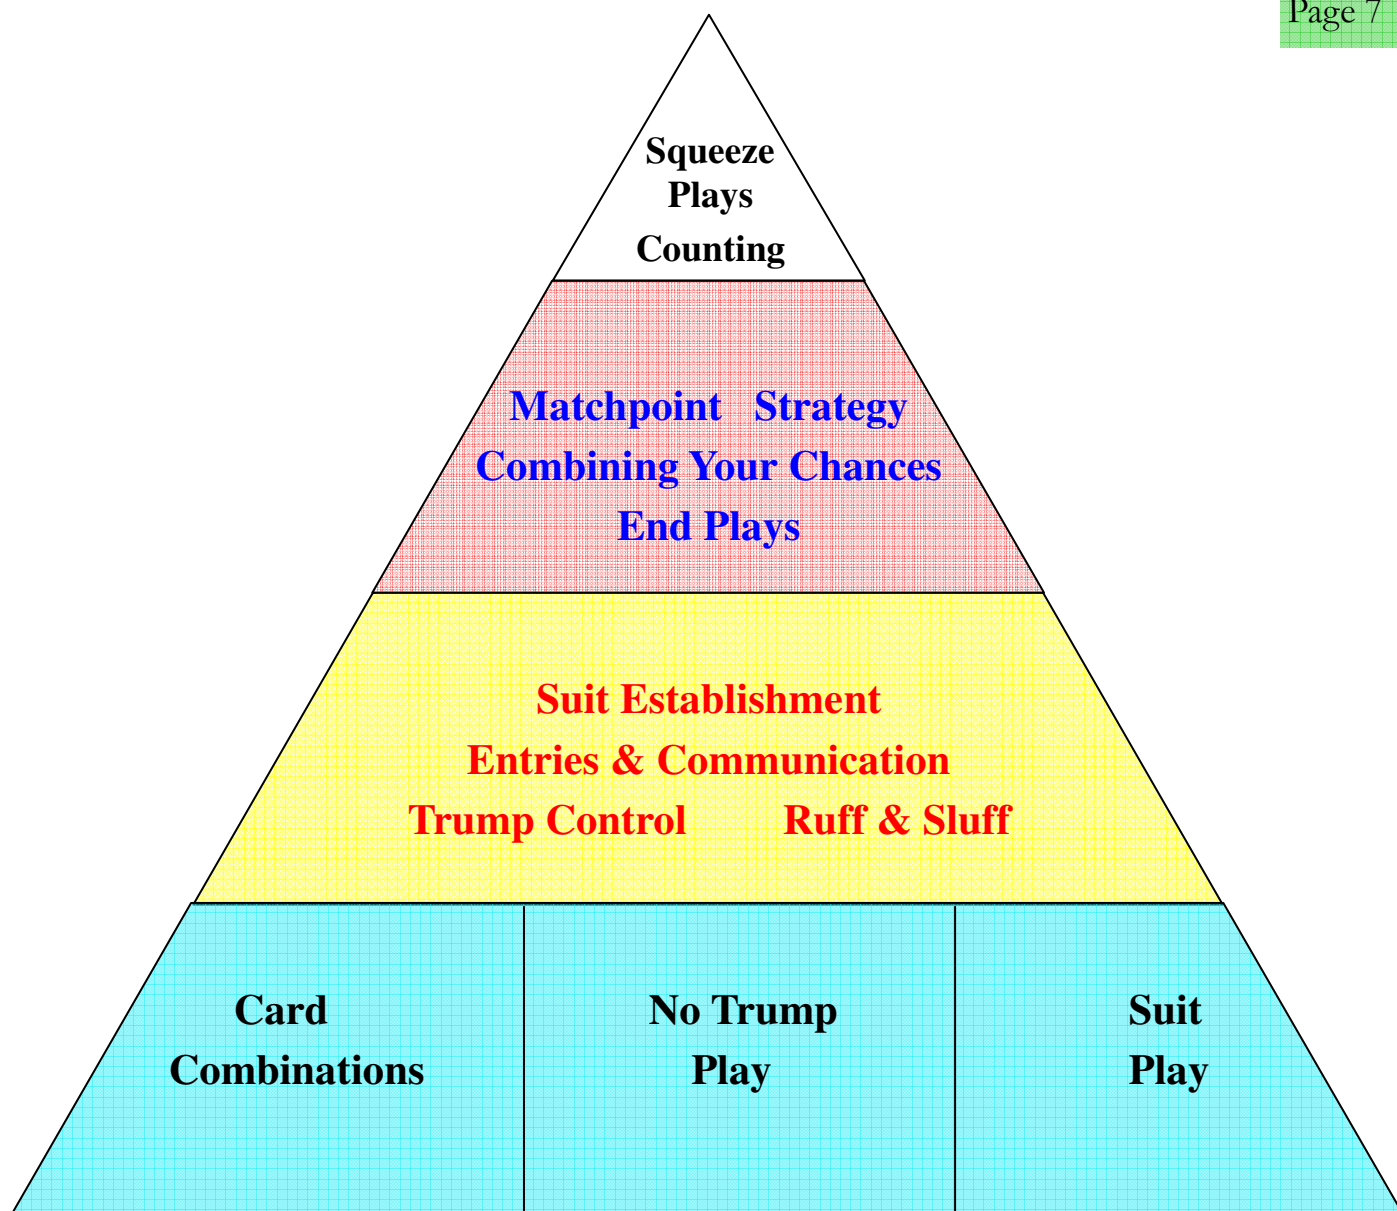 Page 7
Squeeze
Plays
Counting
Matchpoint Strategy
Combining Your Chances
End Plays
Suit Establishment
Entries & Communication
Trump Control Ruff & Sluff
Card
Combinations
No Trump
Play
Suit
Play